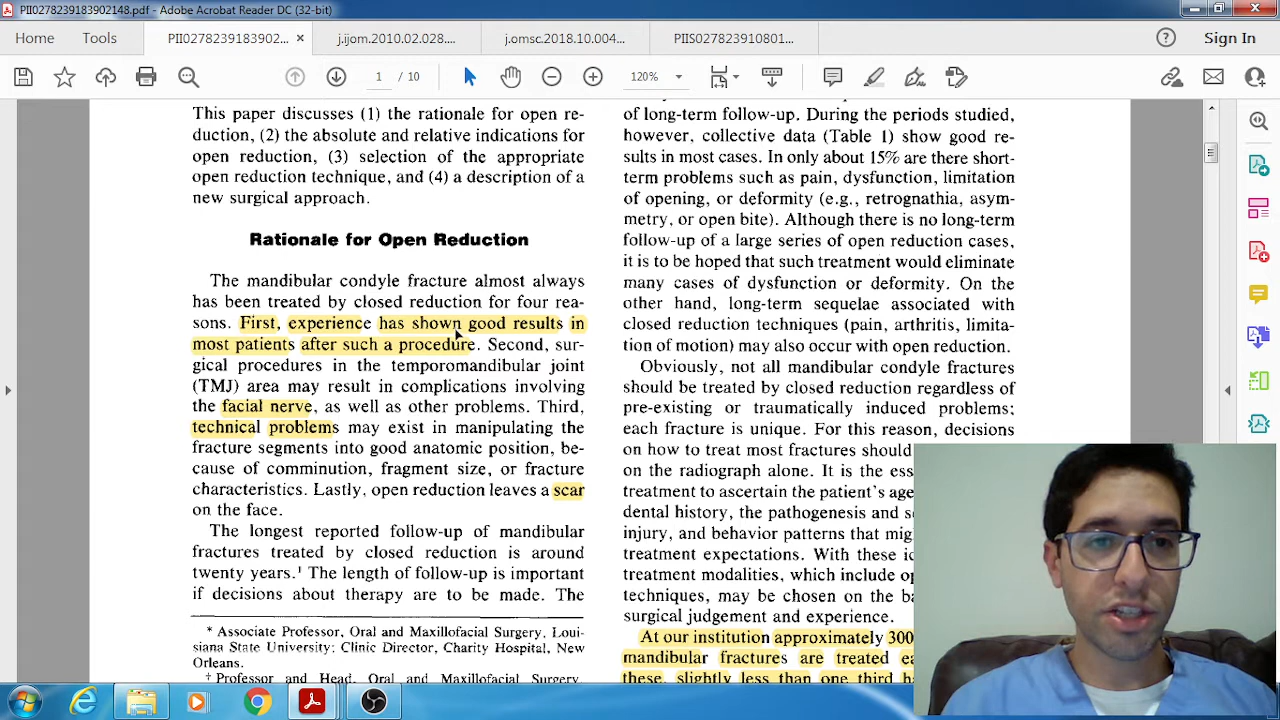 PII0278239183902148.pdf - Adobe Acrobat Reader DC (32-bit)
Home
Tools
PII0278239183902...
j.ijom.2010.02.028....
j.omsc.2018.10.004...
PIIS027823910801...
Sign In
1 / 10
120%
This paper discusses (1) the rationale for open re-
duction, (2) the absolute and relative indications for
open reduction, (3) selection of the appropriate
open reduction technique, and (4) a description of a
new surgical approach.
Rationale for Open Reduction
The mandibular condyle fracture almost always
has been treated by closed reduction for four rea-
sons. First, experience has shown good results in
most patients after such a procedure. Second, sur-
gical procedures in the temporomandibular joint
(TMJ) area may result in complications involving
the facial nerve, as well as other problems. Third,
technical problems may exist in manipulating the
fracture segments into good anatomic position, be-
cause of comminution, fragment size, or fracture
characteristics. Lastly, open reduction leaves a scar
on the face.
The longest reported follow-up of mandibular
fractures treated by closed reduction is around
twenty years.¹ The length of follow-up is important
if decisions about therapy are to be made. The
* Associate Professor, Oral and Maxillofacial Surgery, Loui-
siana State University; Clinic Director, Charity Hospital, New
Orleans.
† Professor and Head, Oral and Maxillofacial Surgery
of long-term follow-up. During the periods studied,
however, collective data (Table 1) show good re-
sults in most cases. In only about 15% are there short-
term problems such as pain, dysfunction, limitation
of opening, or deformity (e.g., retrognathia, asym-
metry, or open bite). Although there is no long-term
follow-up of a large series of open reduction cases,
it is to be hoped that such treatment would eliminate
many cases of dysfunction or deformity. On the
other hand, long-term sequelae associated with
closed reduction techniques (pain, arthritis, limita-
tion of motion) may also occur with open reduction.
Obviously, not all mandibular condyle fractures
should be treated by closed reduction regardless of
pre-existing or traumatically induced problems;
each fracture is unique. For this reason, decisions
on how to treat most fractures should
on the radiograph alone. It is the
treatment to ascertain the patient's
dental history, the pathogenesis and
injury, and behavior patterns that
treatment expectations. With these
treatment modalities, which include
techniques, may be chosen on the
surgical judgement and experience.
At our institution approximately 300
mandibular fractures are treated
these, slightly less than one third